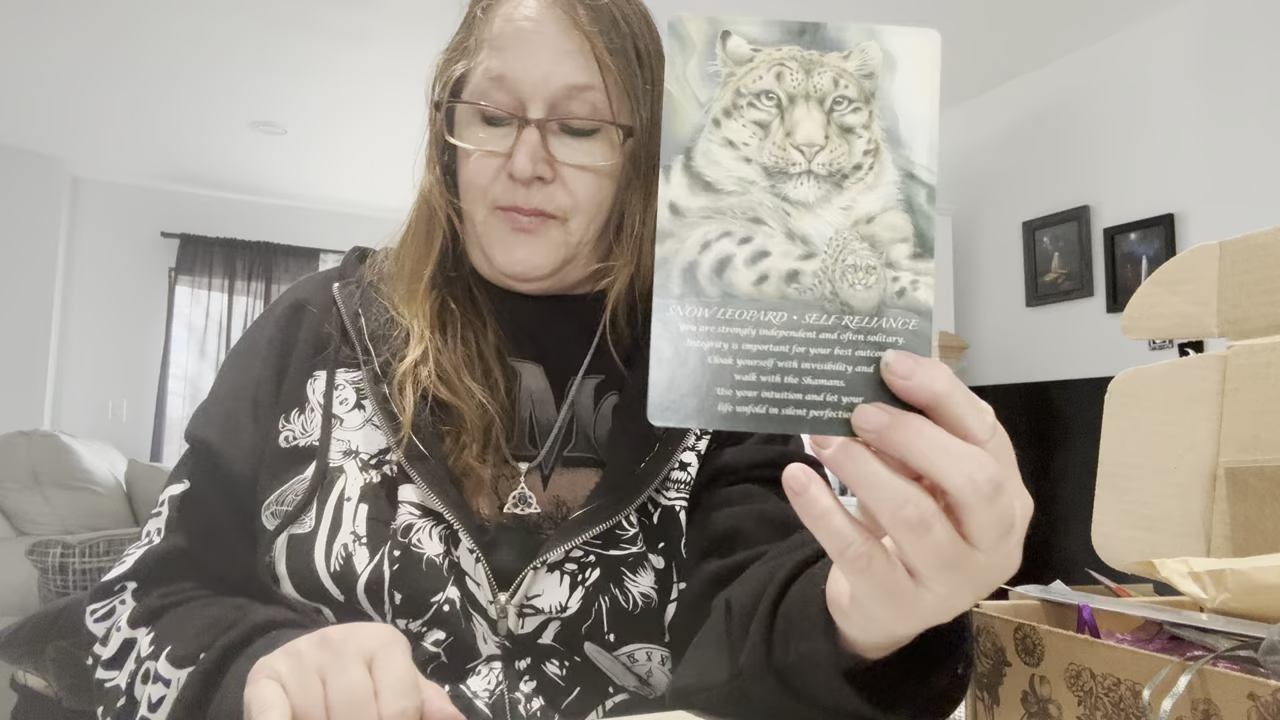 SNOW LEOPARD • SELF-RELIANCE
You are strongly independent and often solitary.
Integrity is important for your best
Cloak yourself with invisibility and
walk with the Shamans.
Use your intuition and let your
life unfold in silent